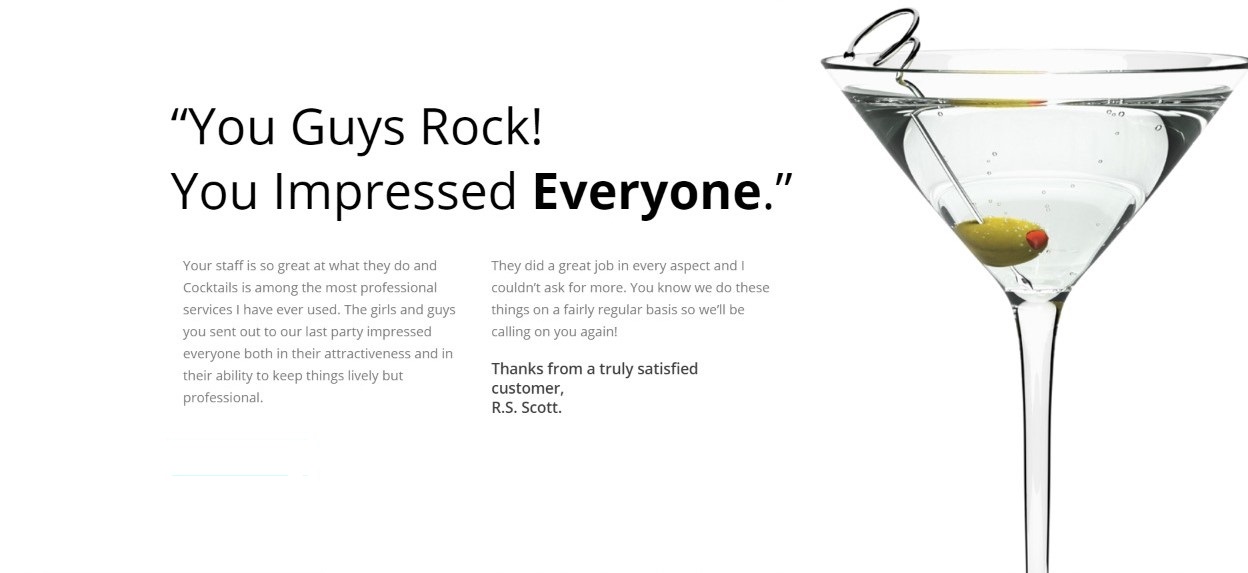 “You Guys Rock!
You Impressed Everyone.”
Your staff is so great at what they do and
Cocktails is among the most professional
services I have ever used. The girls and guys
you sent out to our last party impressed
everyone both in their attractiveness and in
their ability to keep things lively but
professional.
They did a great job in every aspect and I
couldn’t ask for more. You know we do these
things on a fairly regular basis so we’ll be
calling on you again!
Thanks from a truly satisfied
customer,
R.S. Scott.